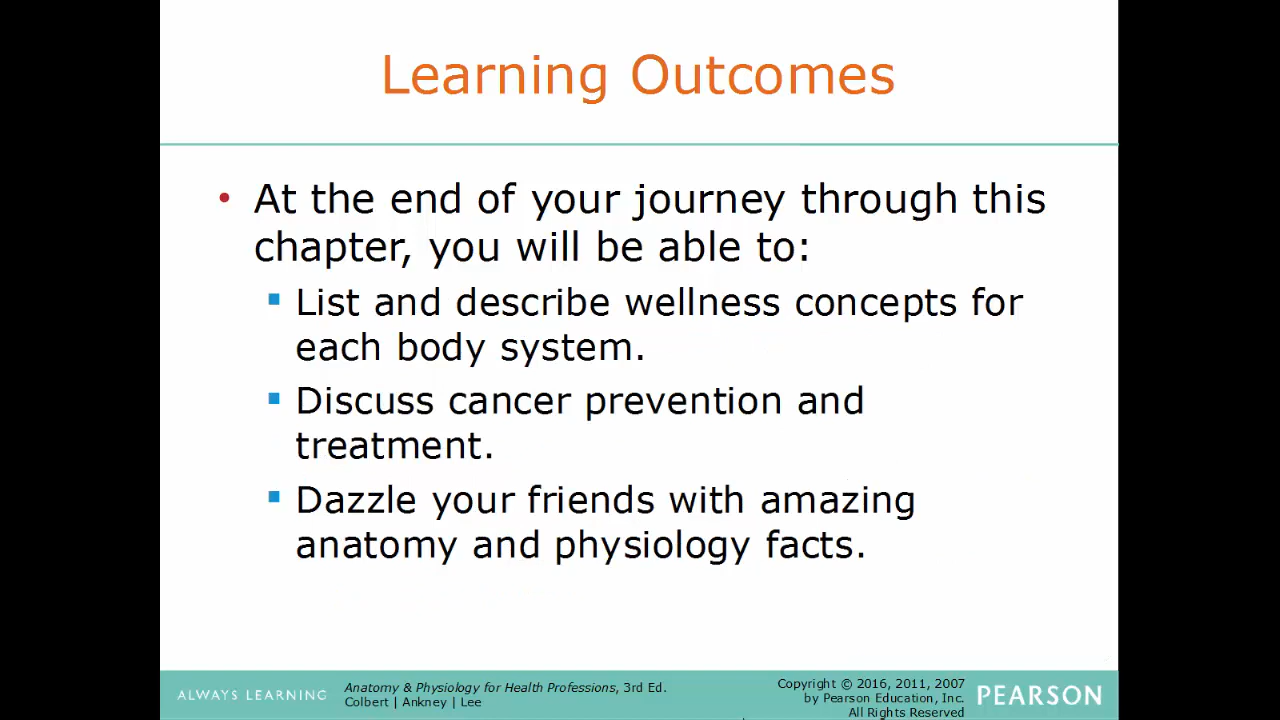 Learning Outcomes
• At the end of your journey through this
chapter, you will be able to:
▪ List and describe wellness concepts for
each body system.
▪ Discuss cancer prevention and
treatment.
▪ Dazzle your friends with amazing
anatomy and physiology facts.
ALWAYS LEARNING
Anatomy & Physiology for Health Professions, 3rd Ed.
Colbert | Ankney | Lee
Copyright © 2016, 2011, 2007
by Pearson Education, Inc.
All Rights Reserved
PEARSON